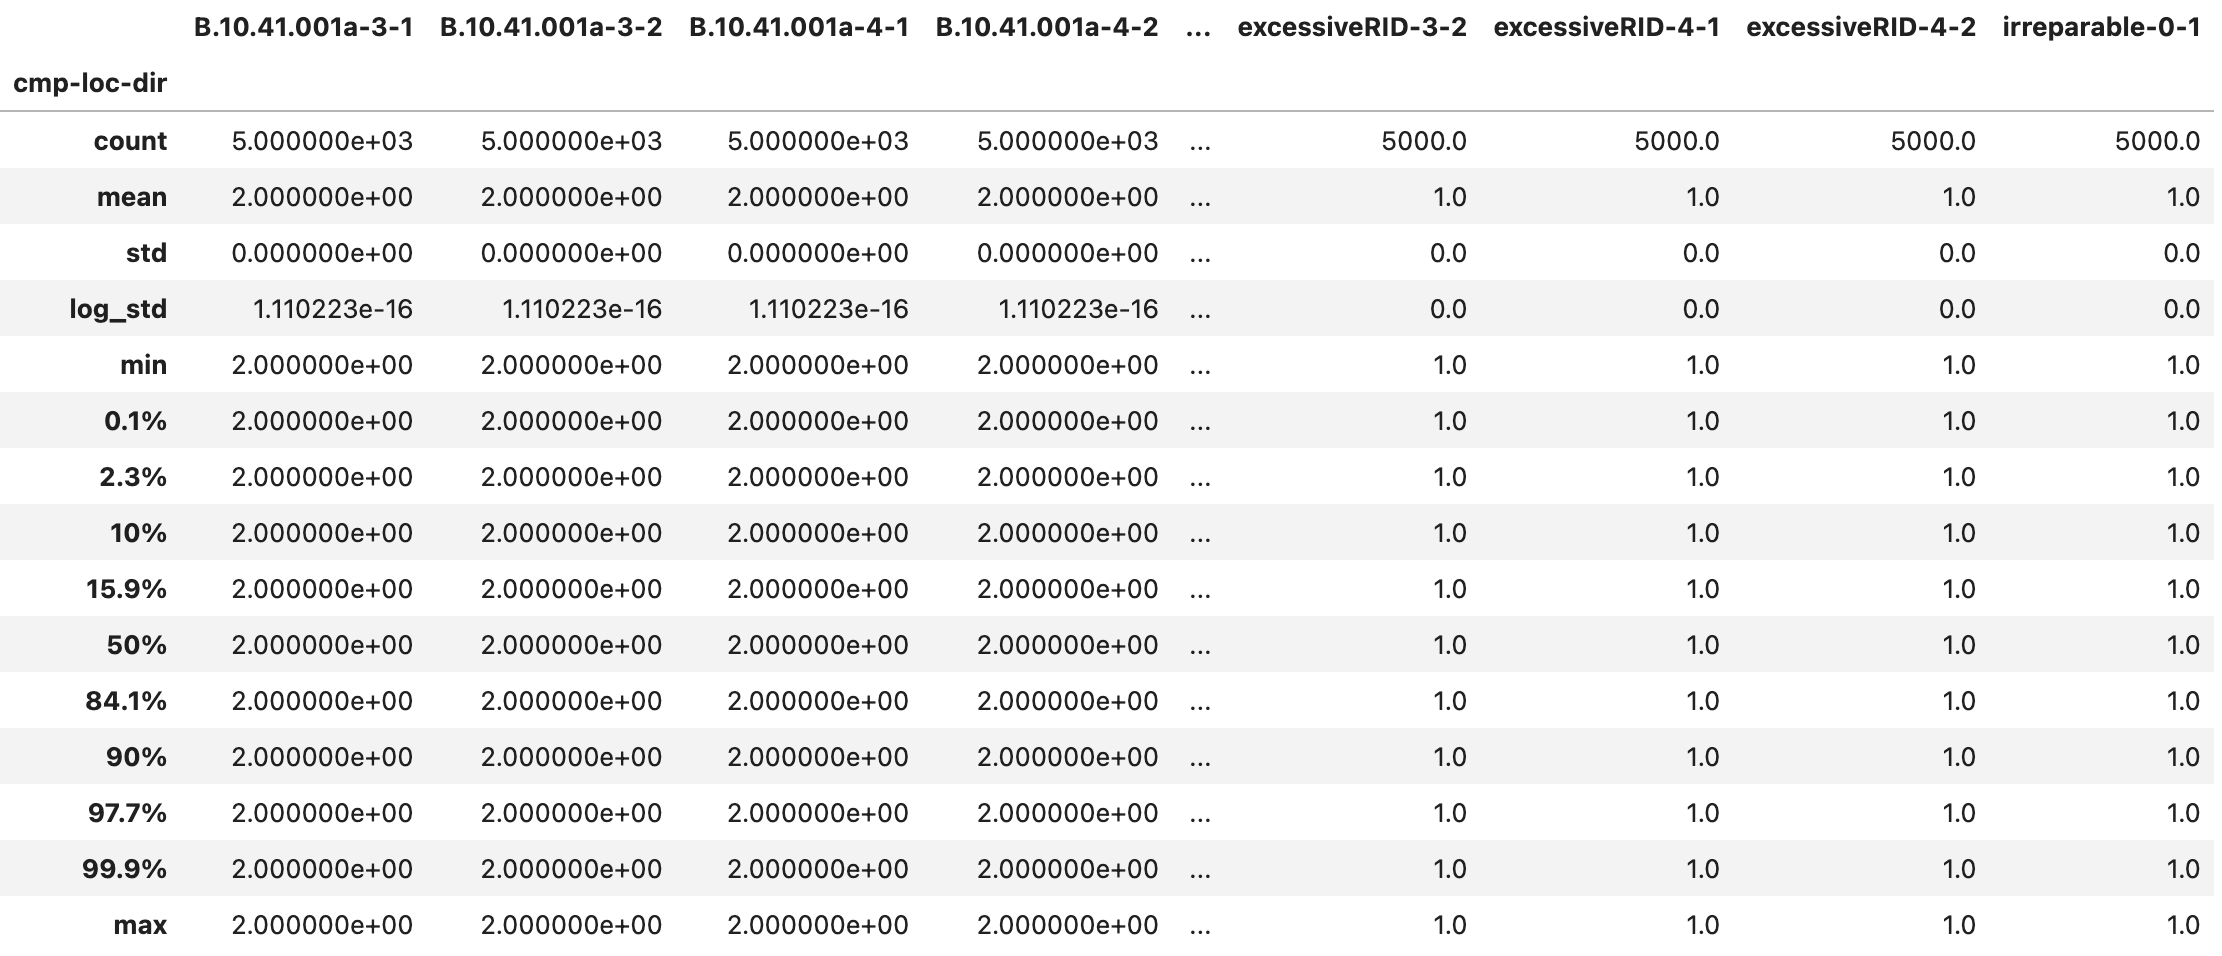 B.10.41.001a-3-1 B.10.41.001a-3-2 B.10.41.001a-4-1 B.10.41.001a-4-2 ... excessiveRID-3-2 excessiveRID-4-1 excessiveRID-4-2 irreparable-0-1
cmp-loc-dir
count 5.000000e+03 5.000000e+03 5.000000e+03 5.000000e+03 ... 5000.0 5000.0 5000.0 5000.0
mean 2.000000e+00 2.000000e+00 2.000000e+00 2.000000e+00 ... 1.0 1.0 1.0 1.0
std 0.000000e+00 0.000000e+00 0.000000e+00 0.000000e+00 ... 0.0 0.0 0.0 0.0
log_std 1.110223e-16 1.110223e-16 1.110223e-16 1.110223e-16 ... 0.0 0.0 0.0 0.0
min 2.000000e+00 2.000000e+00 2.000000e+00 2.000000e+00 ... 1.0 1.0 1.0 1.0
0.1% 2.000000e+00 2.000000e+00 2.000000e+00 2.000000e+00 ... 1.0 1.0 1.0 1.0
2.3% 2.000000e+00 2.000000e+00 2.000000e+00 2.000000e+00 ... 1.0 1.0 1.0 1.0
10% 2.000000e+00 2.000000e+00 2.000000e+00 2.000000e+00 ... 1.0 1.0 1.0 1.0
15.9% 2.000000e+00 2.000000e+00 2.000000e+00 2.000000e+00 ... 1.0 1.0 1.0 1.0
50% 2.000000e+00 2.000000e+00 2.000000e+00 2.000000e+00 ... 1.0 1.0 1.0 1.0
84.1% 2.000000e+00 2.000000e+00 2.000000e+00 2.000000e+00 ... 1.0 1.0 1.0 1.0
90% 2.000000e+00 2.000000e+00 2.000000e+00 2.000000e+00 ... 1.0 1.0 1.0 1.0
97.7% 2.000000e+00 2.000000e+00 2.000000e+00 2.000000e+00 ... 1.0 1.0 1.0 1.0
99.9% 2.000000e+00 2.000000e+00 2.000000e+00 2.000000e+00 ... 1.0 1.0 1.0 1.0
max 2.000000e+00 2.000000e+00 2.000000e+00 2.000000e+00 ... 1.0 1.0 1.0 1.0